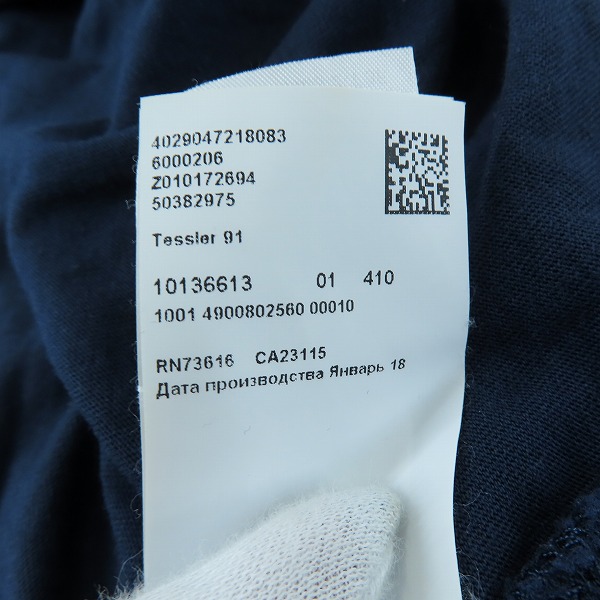 4029047218083
6000206
Z010172694
50382975
Tessler 91
10136613 01 410
1001 4900802560 00010
RN73616 CA23115
Дата производства Январь 18